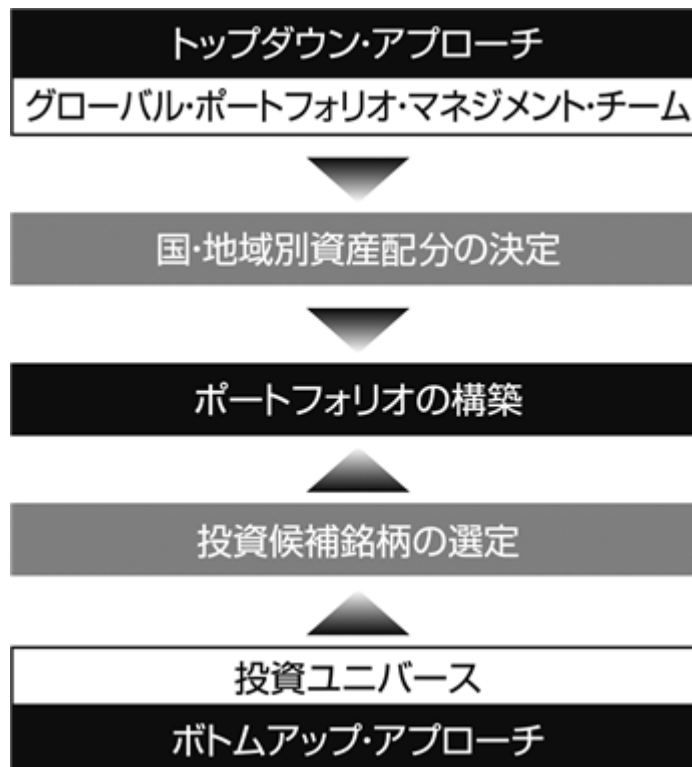 トップダウン・アプローチ
グローバル・ポートフォリオ・マネジメント・チーム
国・地域別資産配分の決定
ポートフォリオの構築
投資候補銘柄の選定
投資ユニバース
ボトムアップ・アプローチ